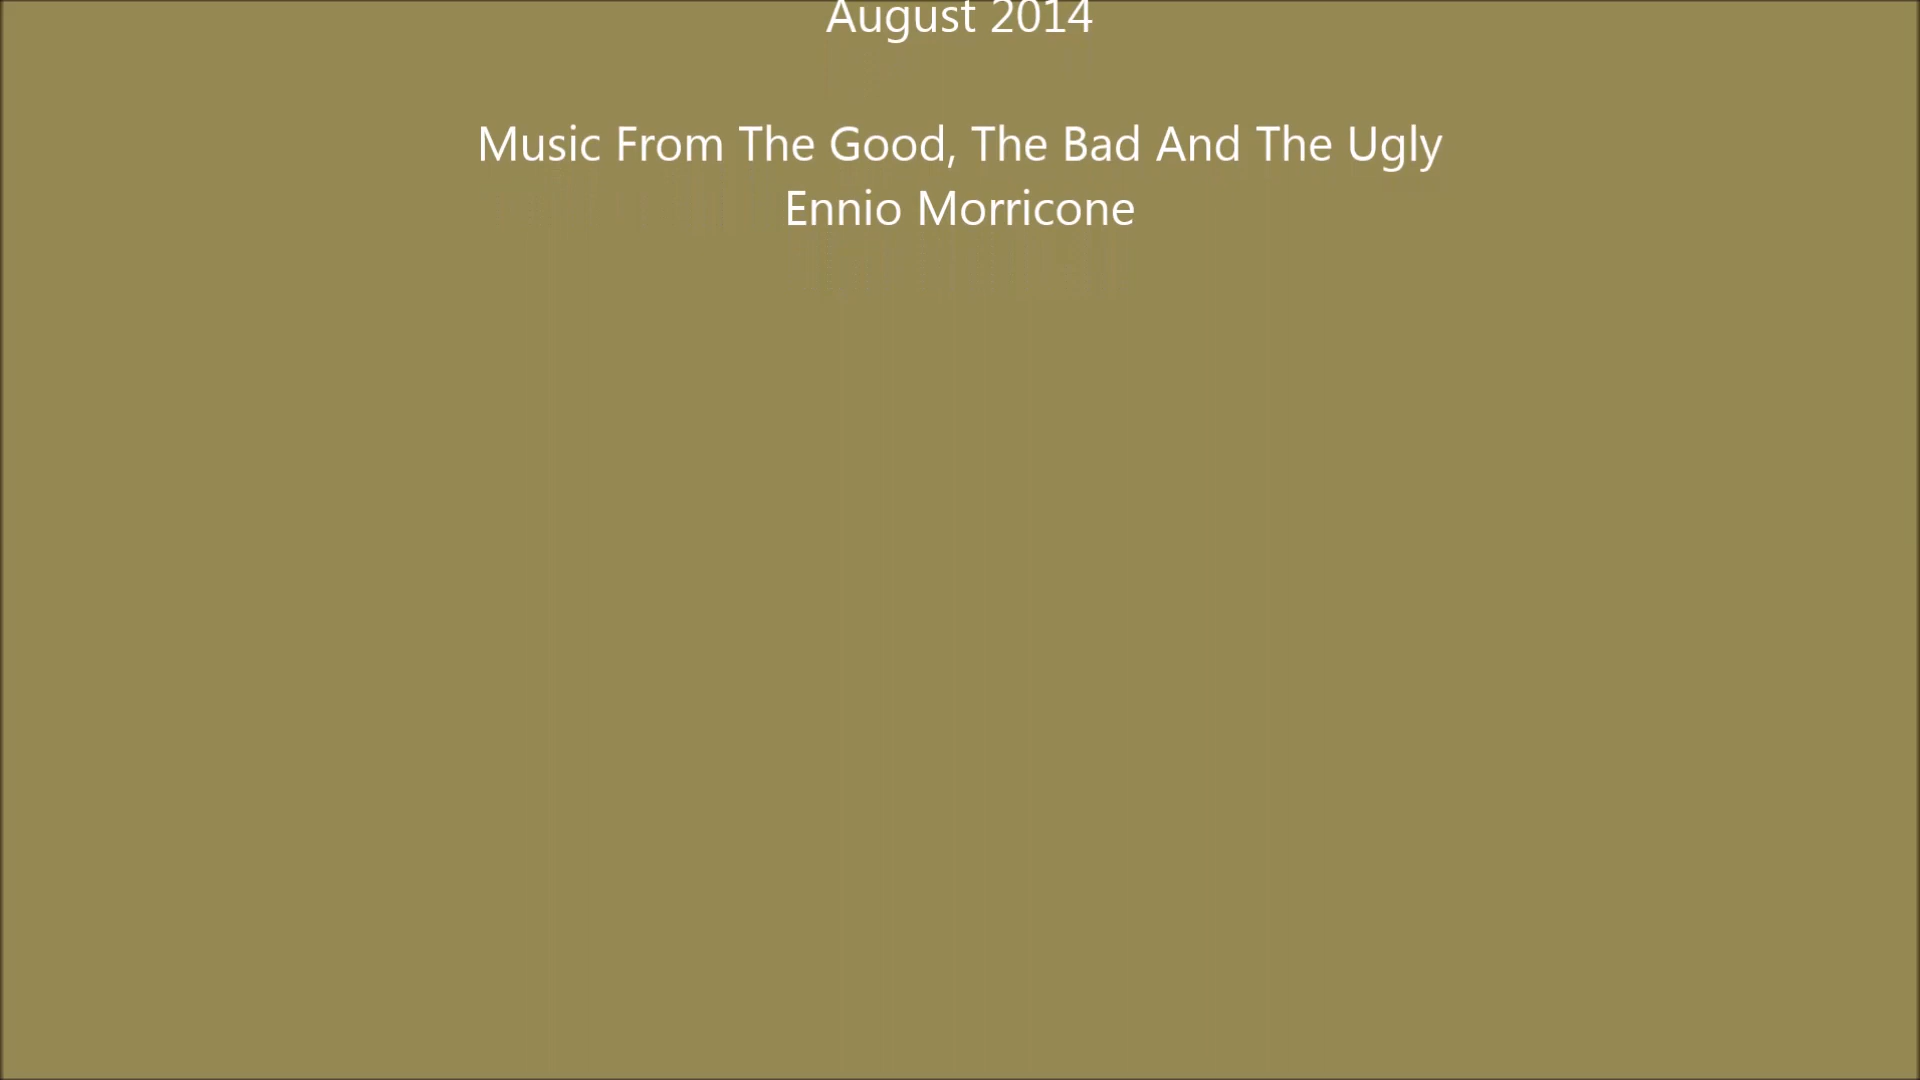 August 2014
Music From The Good, The Bad And The Ugly
Ennio Morricone